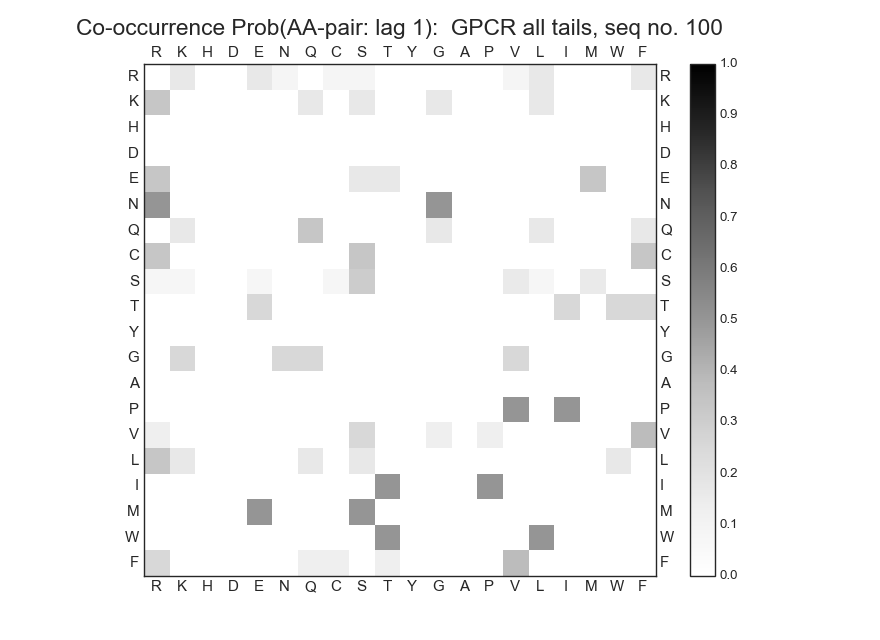 Co-occurrence Prob(AA-pair: lag 1):  GPCR all tails, seq no. 100
R K H D E N Q C S T Y G A P V L I M W F
R R 1.0
K K 0.9
H H
D D 0.8
E E
N N 0.7
Q Q
C C 0.6
S S
T T 0.5
Y Y
G G 0.4
A A
P P 0.3
V V
L L 0.2
I I
M M 0.1
W W
F F 0.0
R K H D E N Q C S T Y G A P V L I M W F